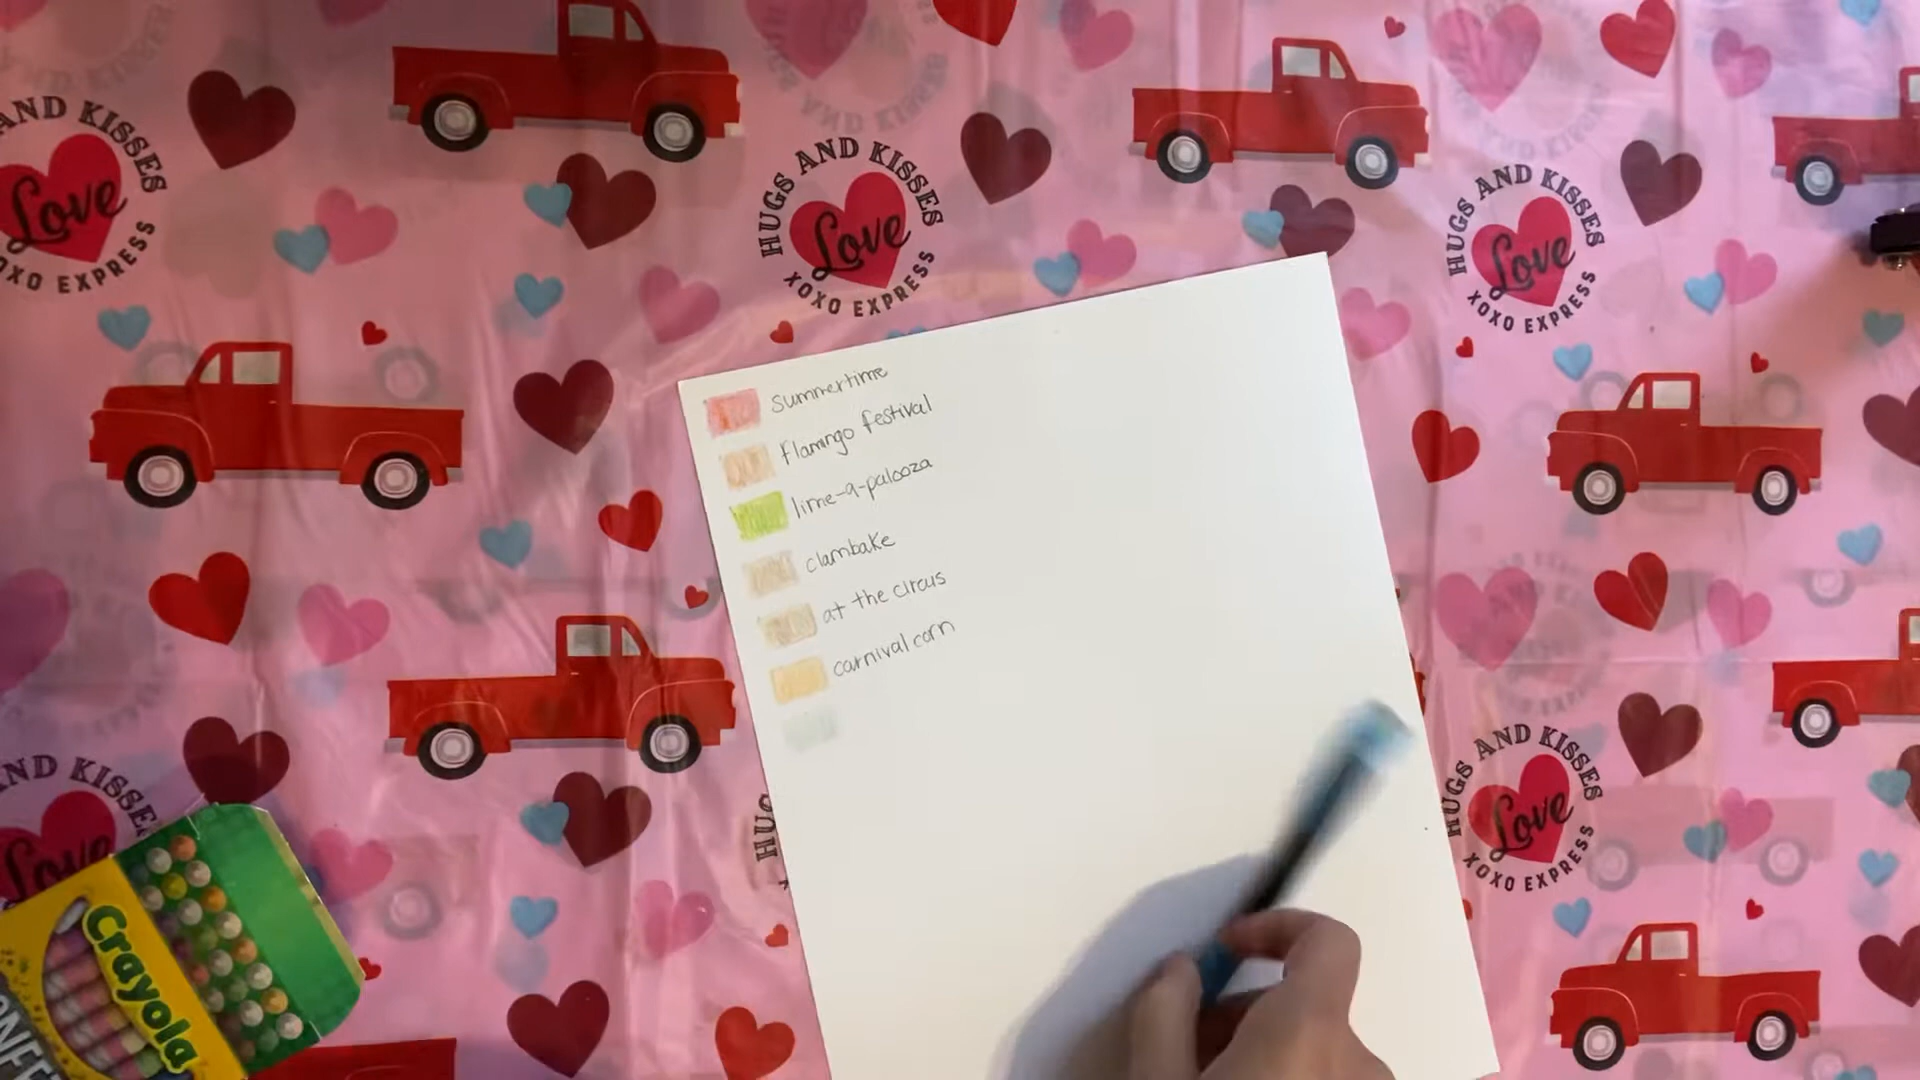 AND KISSES
Love
XOXO EXPRESS
HUGS AND KISSES
Love
XOXO EXPRESS
HUGS AND KISSES
Love
XOXO EXPRESS
summertime
flamingo festival
lime-a-palooza
clambake
at the circus
carnival corn
HUGS AND KISSES
Love
XOXO EXPRESS
AND KISSES
Love
HUG
Crayola